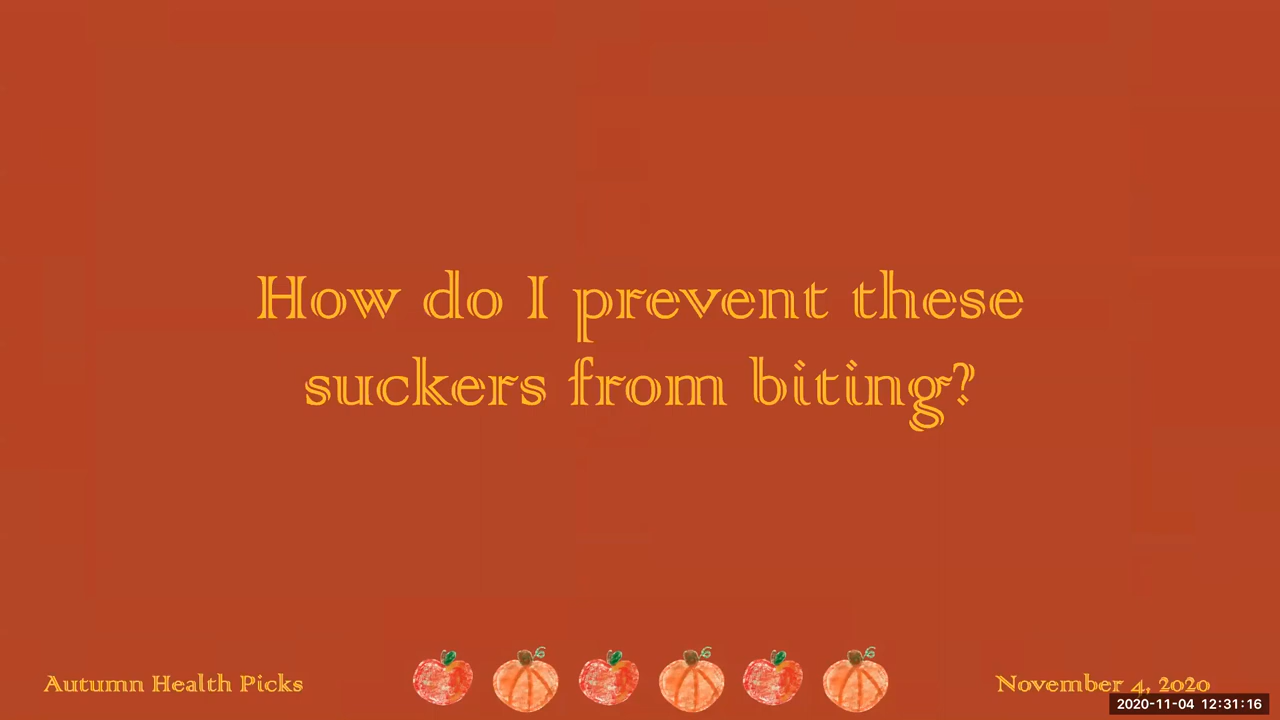 How do I prevent these
suckers from biting?
Autumn Health Picks
November 4, 2020
2020-11-04 12:31:16